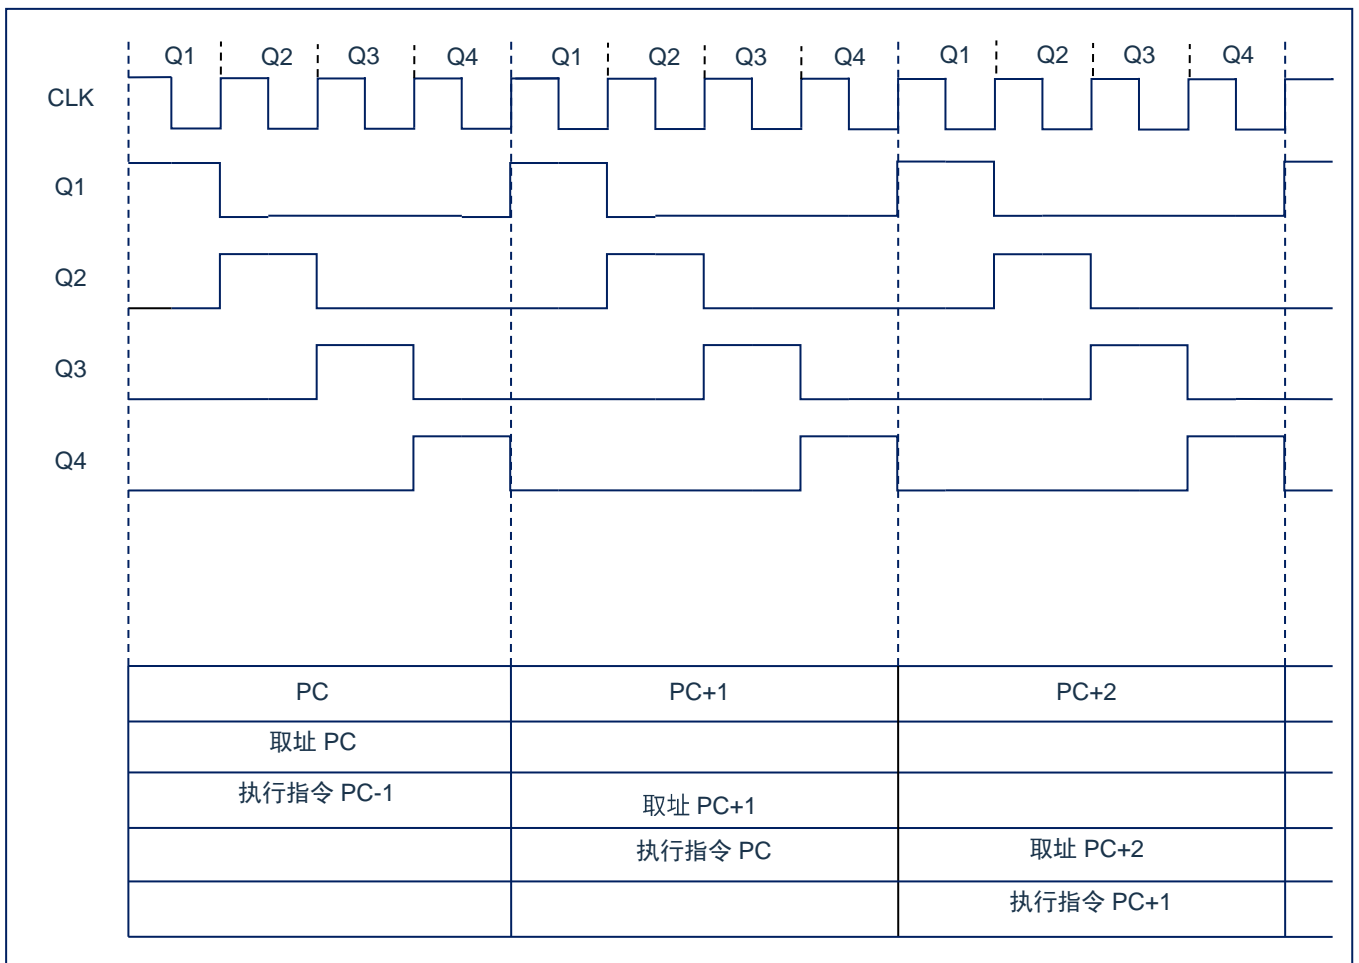 Q1 Q2 Q3 Q4 Q1 Q2 Q3 Q4 Q1 Q2 Q3 Q4
CLK
Q1
Q2
Q3
Q4
PC PC+1 PC+2
取址 PC
执行指令 PC-1 取址 PC+1
执行指令 PC 取址 PC+2
执行指令 PC+1